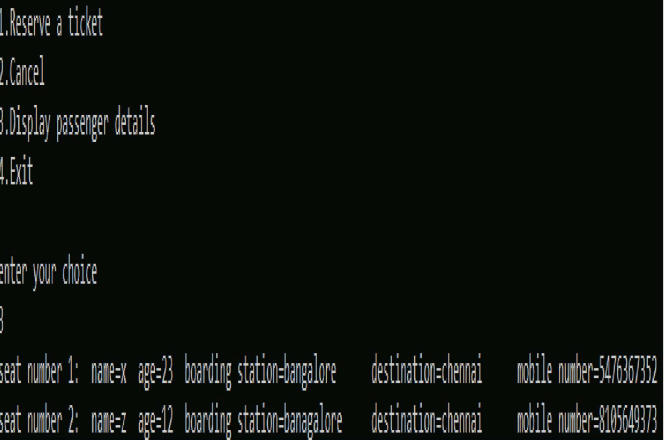 1.Reserve a ticket
2.Cancel
3.Display passenger details
4.Exit
enter your choice
3
seat number 1:  name=x  age=23  boarding station=bangalore      destination=chennai      mobile number=5476367352
seat number 2:  name=z  age=12  boarding station=banagalore     destination=chennai      mobile number=8105649373